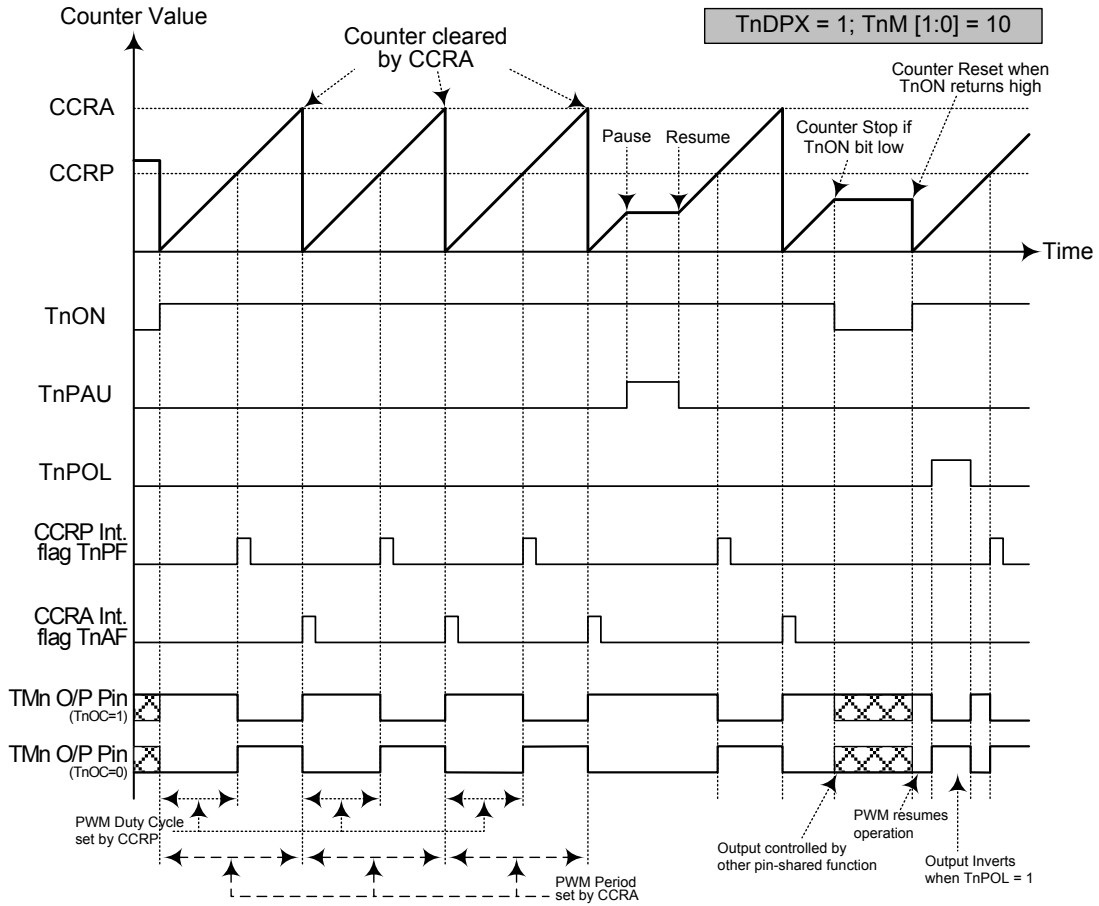 Counter Value
TnDPX = 1; TnM [1:0] = 10
Counter cleared
by CCRA
Counter Reset when
TnON returns high
CCRA
Pause
Resume
Counter Stop if
TnON bit low
CCRP
Time
TnON
TnPAU
TnPOL
CCRP Int.
flag TnPF
CCRA Int.
flag TnAF
TMn O/P Pin
(TnOC=1)
TMn O/P Pin
(TnOC=0)
PWM Duty Cycle
set by CCRP
PWM resumes
operation
Output controlled by
other pin-shared function
Output Inverts
when TnPOL = 1
PWM Period
set by CCRA